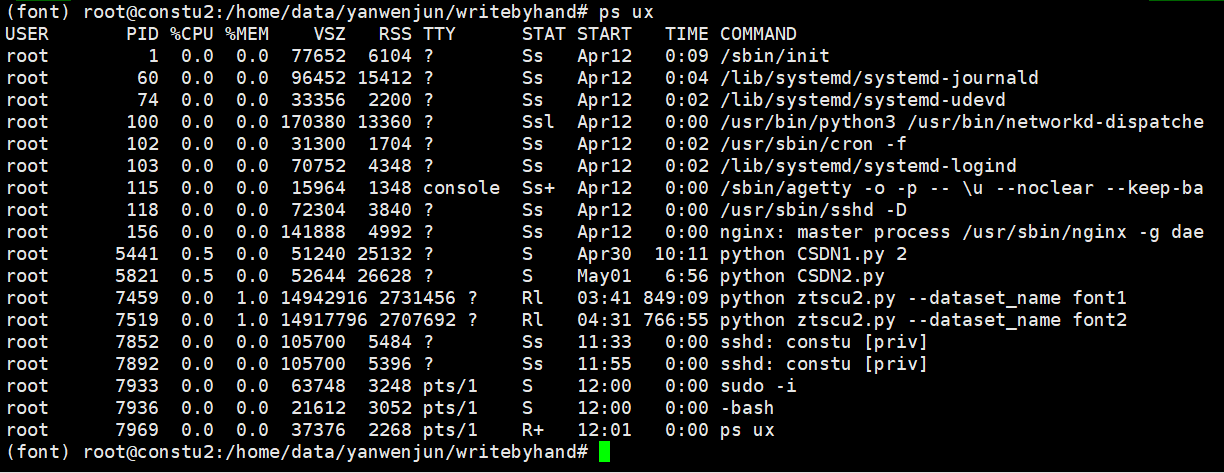 (font) root@constu2:/home/data/yanwenjun/writebyhand# ps ux
USER       PID %CPU %MEM    VSZ   RSS TTY      STAT START   TIME COMMAND
root         1  0.0  0.0  77652  6104 ?        Ss   Apr12   0:09 /sbin/init
root        60  0.0  0.0  96452 15412 ?        Ss   Apr12   0:04 /lib/systemd/systemd-journald
root        74  0.0  0.0  33356  2200 ?        Ss   Apr12   0:02 /lib/systemd/systemd-udevd
root       100  0.0  0.0 170380 13360 ?        Ssl  Apr12   0:00 /usr/bin/python3 /usr/bin/networkd-dispatche
root       102  0.0  0.0  31300  1704 ?        Ss   Apr12   0:02 /usr/sbin/cron -f
root       103  0.0  0.0  70752  4348 ?        Ss   Apr12   0:02 /lib/systemd/systemd-logind
root       115  0.0  0.0  15964  1348 console  Ss+  Apr12   0:00 /sbin/agetty -o -p -- \u --noclear --keep-ba
root       118  0.0  0.0  72304  3840 ?        Ss   Apr12   0:00 /usr/sbin/sshd -D
root       156  0.0  0.0 141888  4992 ?        Ss   Apr12   0:00 nginx: master process /usr/sbin/nginx -g dae
root      5441  0.5  0.0  51240 25132 ?        S    Apr30  10:11 python CSDN1.py 2
root      5821  0.5  0.0  52644 26628 ?        S    May01   6:56 python CSDN2.py
root      7459  0.0  1.0 14942916 2731456 ?    Rl   03:41 849:09 python ztscu2.py --dataset_name font1
root      7519  0.0  1.0 14917796 2707692 ?    Rl   04:31 766:55 python ztscu2.py --dataset_name font2
root      7852  0.0  0.0 105700  5484 ?        Ss   11:33   0:00 sshd: constu [priv]
root      7892  0.0  0.0 105700  5396 ?        Ss   11:55   0:00 sshd: constu [priv]
root      7933  0.0  0.0  63748  3248 pts/1    S    12:00   0:00 sudo -i
root      7936  0.0  0.0  21612  3052 pts/1    S    12:00   0:00 -bash
root      7969  0.0  0.0  37376  2268 pts/1    R+   12:01   0:00 ps ux
(font) root@constu2:/home/data/yanwenjun/writebyhand#